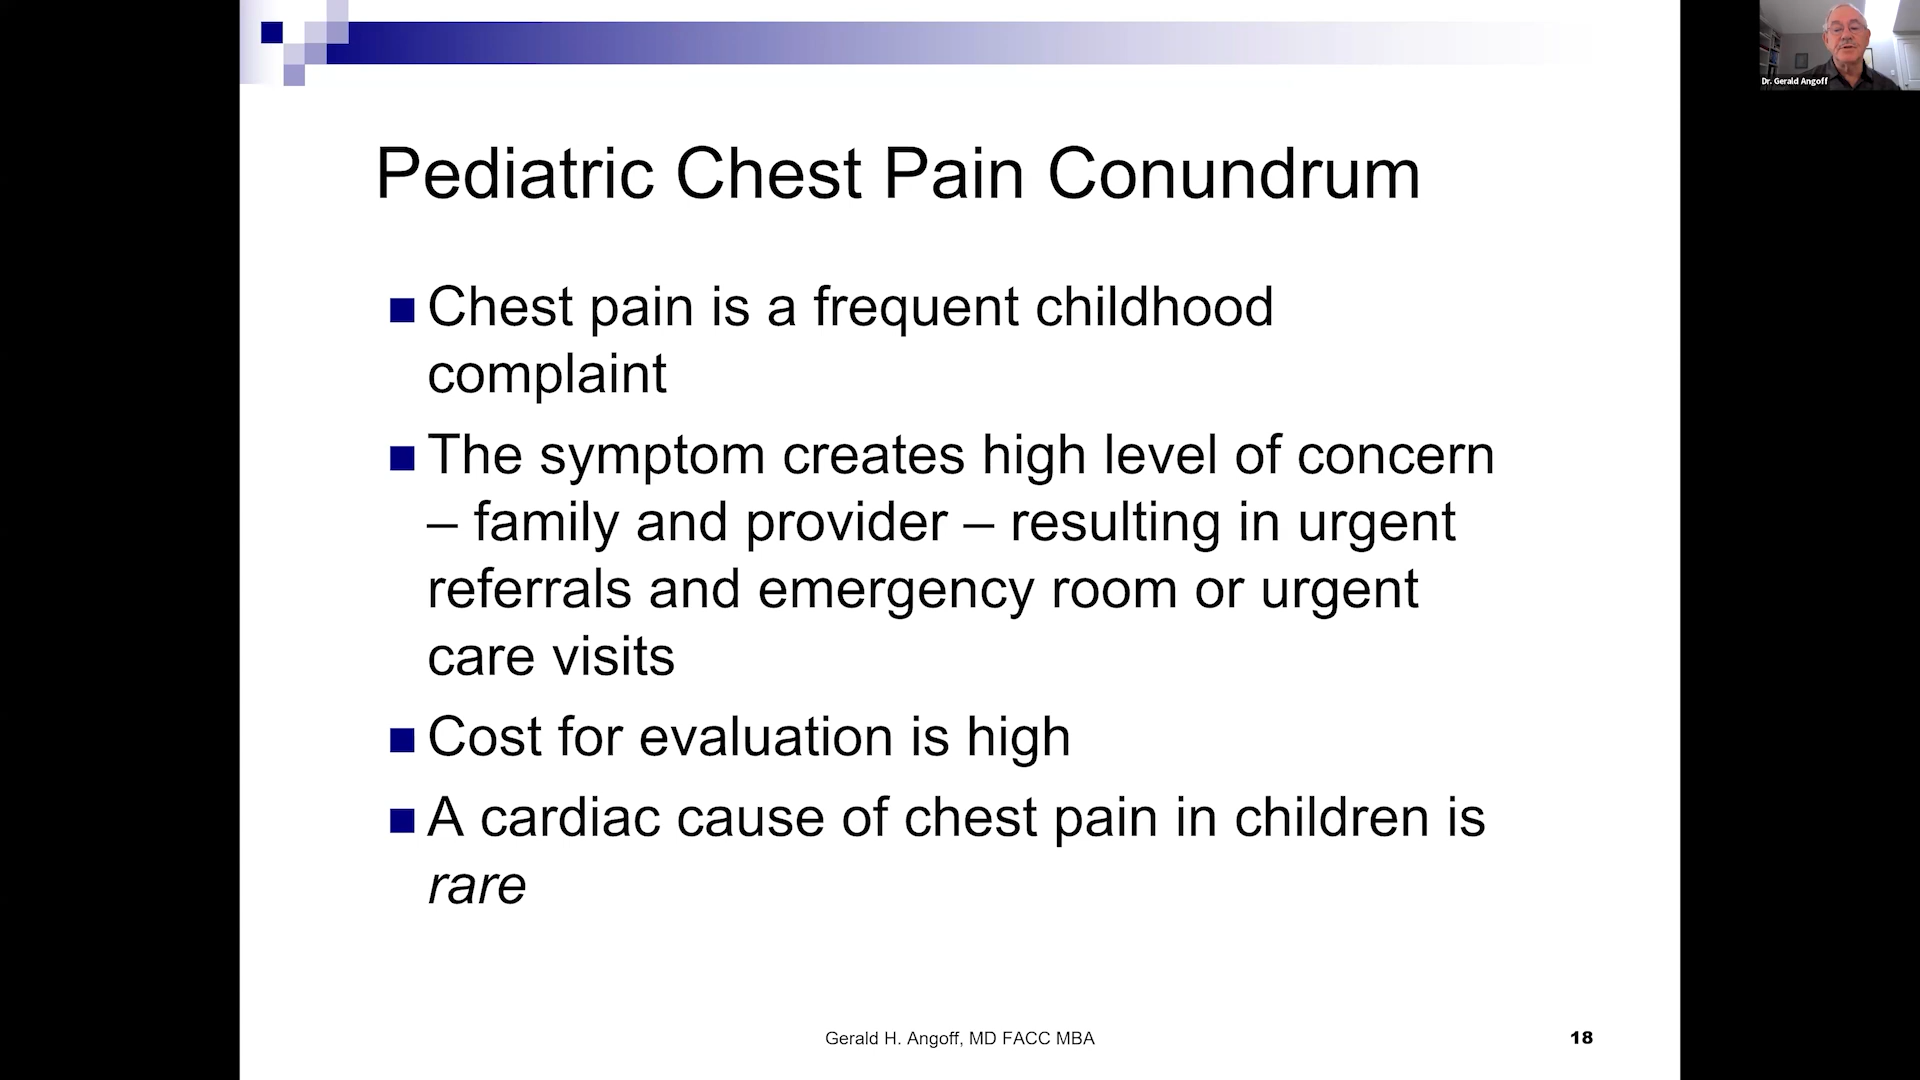 Dr. Gerald Angoff
Pediatric Chest Pain Conundrum
Chest pain is a frequent childhood
complaint
The symptom creates high level of concern
– family and provider – resulting in urgent
referrals and emergency room or urgent
care visits
Cost for evaluation is high
A cardiac cause of chest pain in children is
rare
Gerald H. Angoff, MD FACC MBA
18